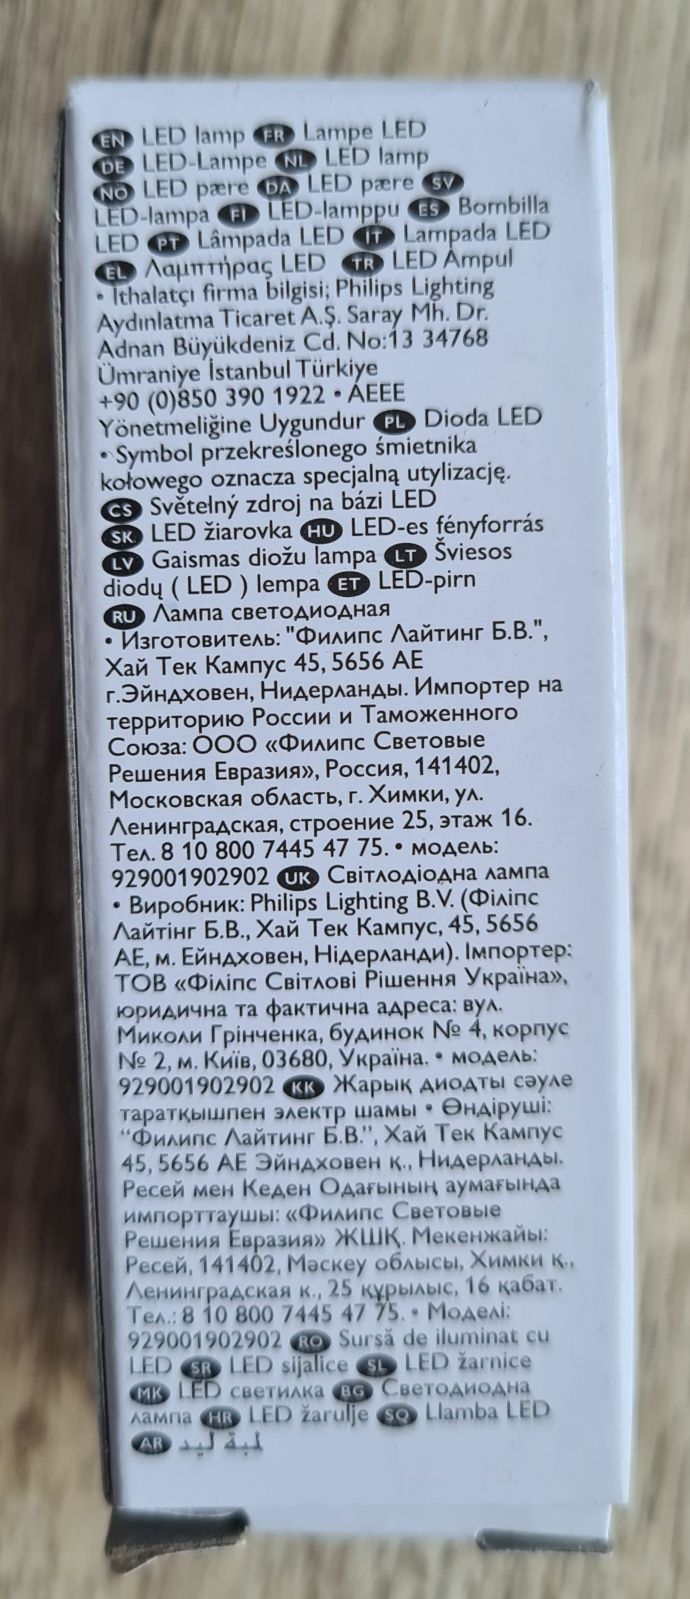 EN LED lamp FR Lampe LED
DE LED-Lampe NL LED lamp
NO LED pære DA LED pære SV
LED-lampa FI LED-lamppu ES Bombilla
LED PT Lâmpada LED IT Lampada LED
EL Λαμπτήρας LED TR LED Ampul
• İthalatçı firma bilgisi; Philips Lighting
Aydınlatma Ticaret A.Ş. Saray Mh. Dr.
Adnan Büyükdeniz Cd. No:13 34768
Ümraniye İstanbul Türkiye
+90 (0)850 390 1922 • AEEE
Yönetmeliğine Uygundur PL Dioda LED
• Symbol przekreślonego śmietnika
kołowego oznacza specjalną utylizację.
CS Světelný zdroj na bázi LED
SK LED žiarovka HU LED-es fényforrás
LV Gaismas diožu lampa LT Šviesos
diodų ( LED ) lempa ET LED-pirn
RU Лампа светодиодная
• Изготовитель: "Филипс Лайтинг Б.В.",
Хай Тек Кампус 45, 5656 АЕ
г.Эйндховен, Нидерланды. Импортер на
территорию России и Таможенного
Союза: ООО «Филипс Световые
Решения Евразия», Россия, 141402,
Московская область, г. Химки, ул.
Ленинградская, строение 25, этаж 16.
Тел. 8 10 800 7445 47 75. • модель:
929001902902 UK Світлодіодна лампа
• Виробник: Philips Lighting B.V. (Філіпс
Лайтінг Б.В., Хай Тек Кампус, 45, 5656
АЕ, м. Ейндховен, Нідерланди). Імпортер:
ТОВ «Філіпс Світлові Рішення Україна»,
юридична та фактична адреса: вул.
Миколи Грінченка, будинок № 4, корпус
№ 2, м. Київ, 03680, Україна. • модель:
929001902902 KK Жарық диодты сәуле
таратқышпен электр шамы • Өндіруші:
“Филипс Лайтинг Б.В.”, Хай Тек Кампус
45, 5656 АЕ Эйндховен қ., Нидерланды.
Ресей мен Кеден Одағының аумағында
импорттаушы: «Филипс Световые
Решения Евразия» ЖШҚ. Мекенжайы:
Ресей, 141402, Мәскеу облысы, Химки қ.,
Ленинградская к., 25 құрылыс, 16 қабат.
Тел.: 8 10 800 7445 47 75. • Моделі:
929001902902 RO Sursă de iluminat cu
LED SR LED sijalice SL LED žarnice
MK LED светилка BG Светодиодна
лампа HR LED žarulje SQ Llamba LED
AR لمبة ليد